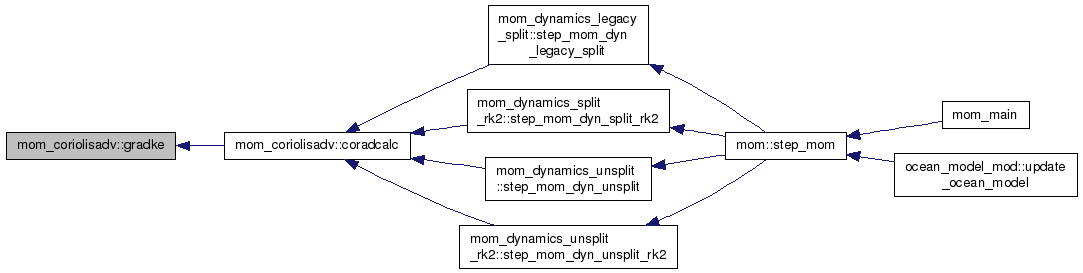 mom_dynamics_legacy
_split::step_mom_dyn
_legacy_split
mom_dynamics_split
_rk2::step_mom_dyn_split_rk2
mom_main
mom_coriolisadv::gradke
mom_coriolisadv::coradcalc
mom::step_mom
mom_dynamics_unsplit
::step_mom_dyn_unsplit
ocean_model_mod::update
_ocean_model
mom_dynamics_unsplit
_rk2::step_mom_dyn_unsplit_rk2